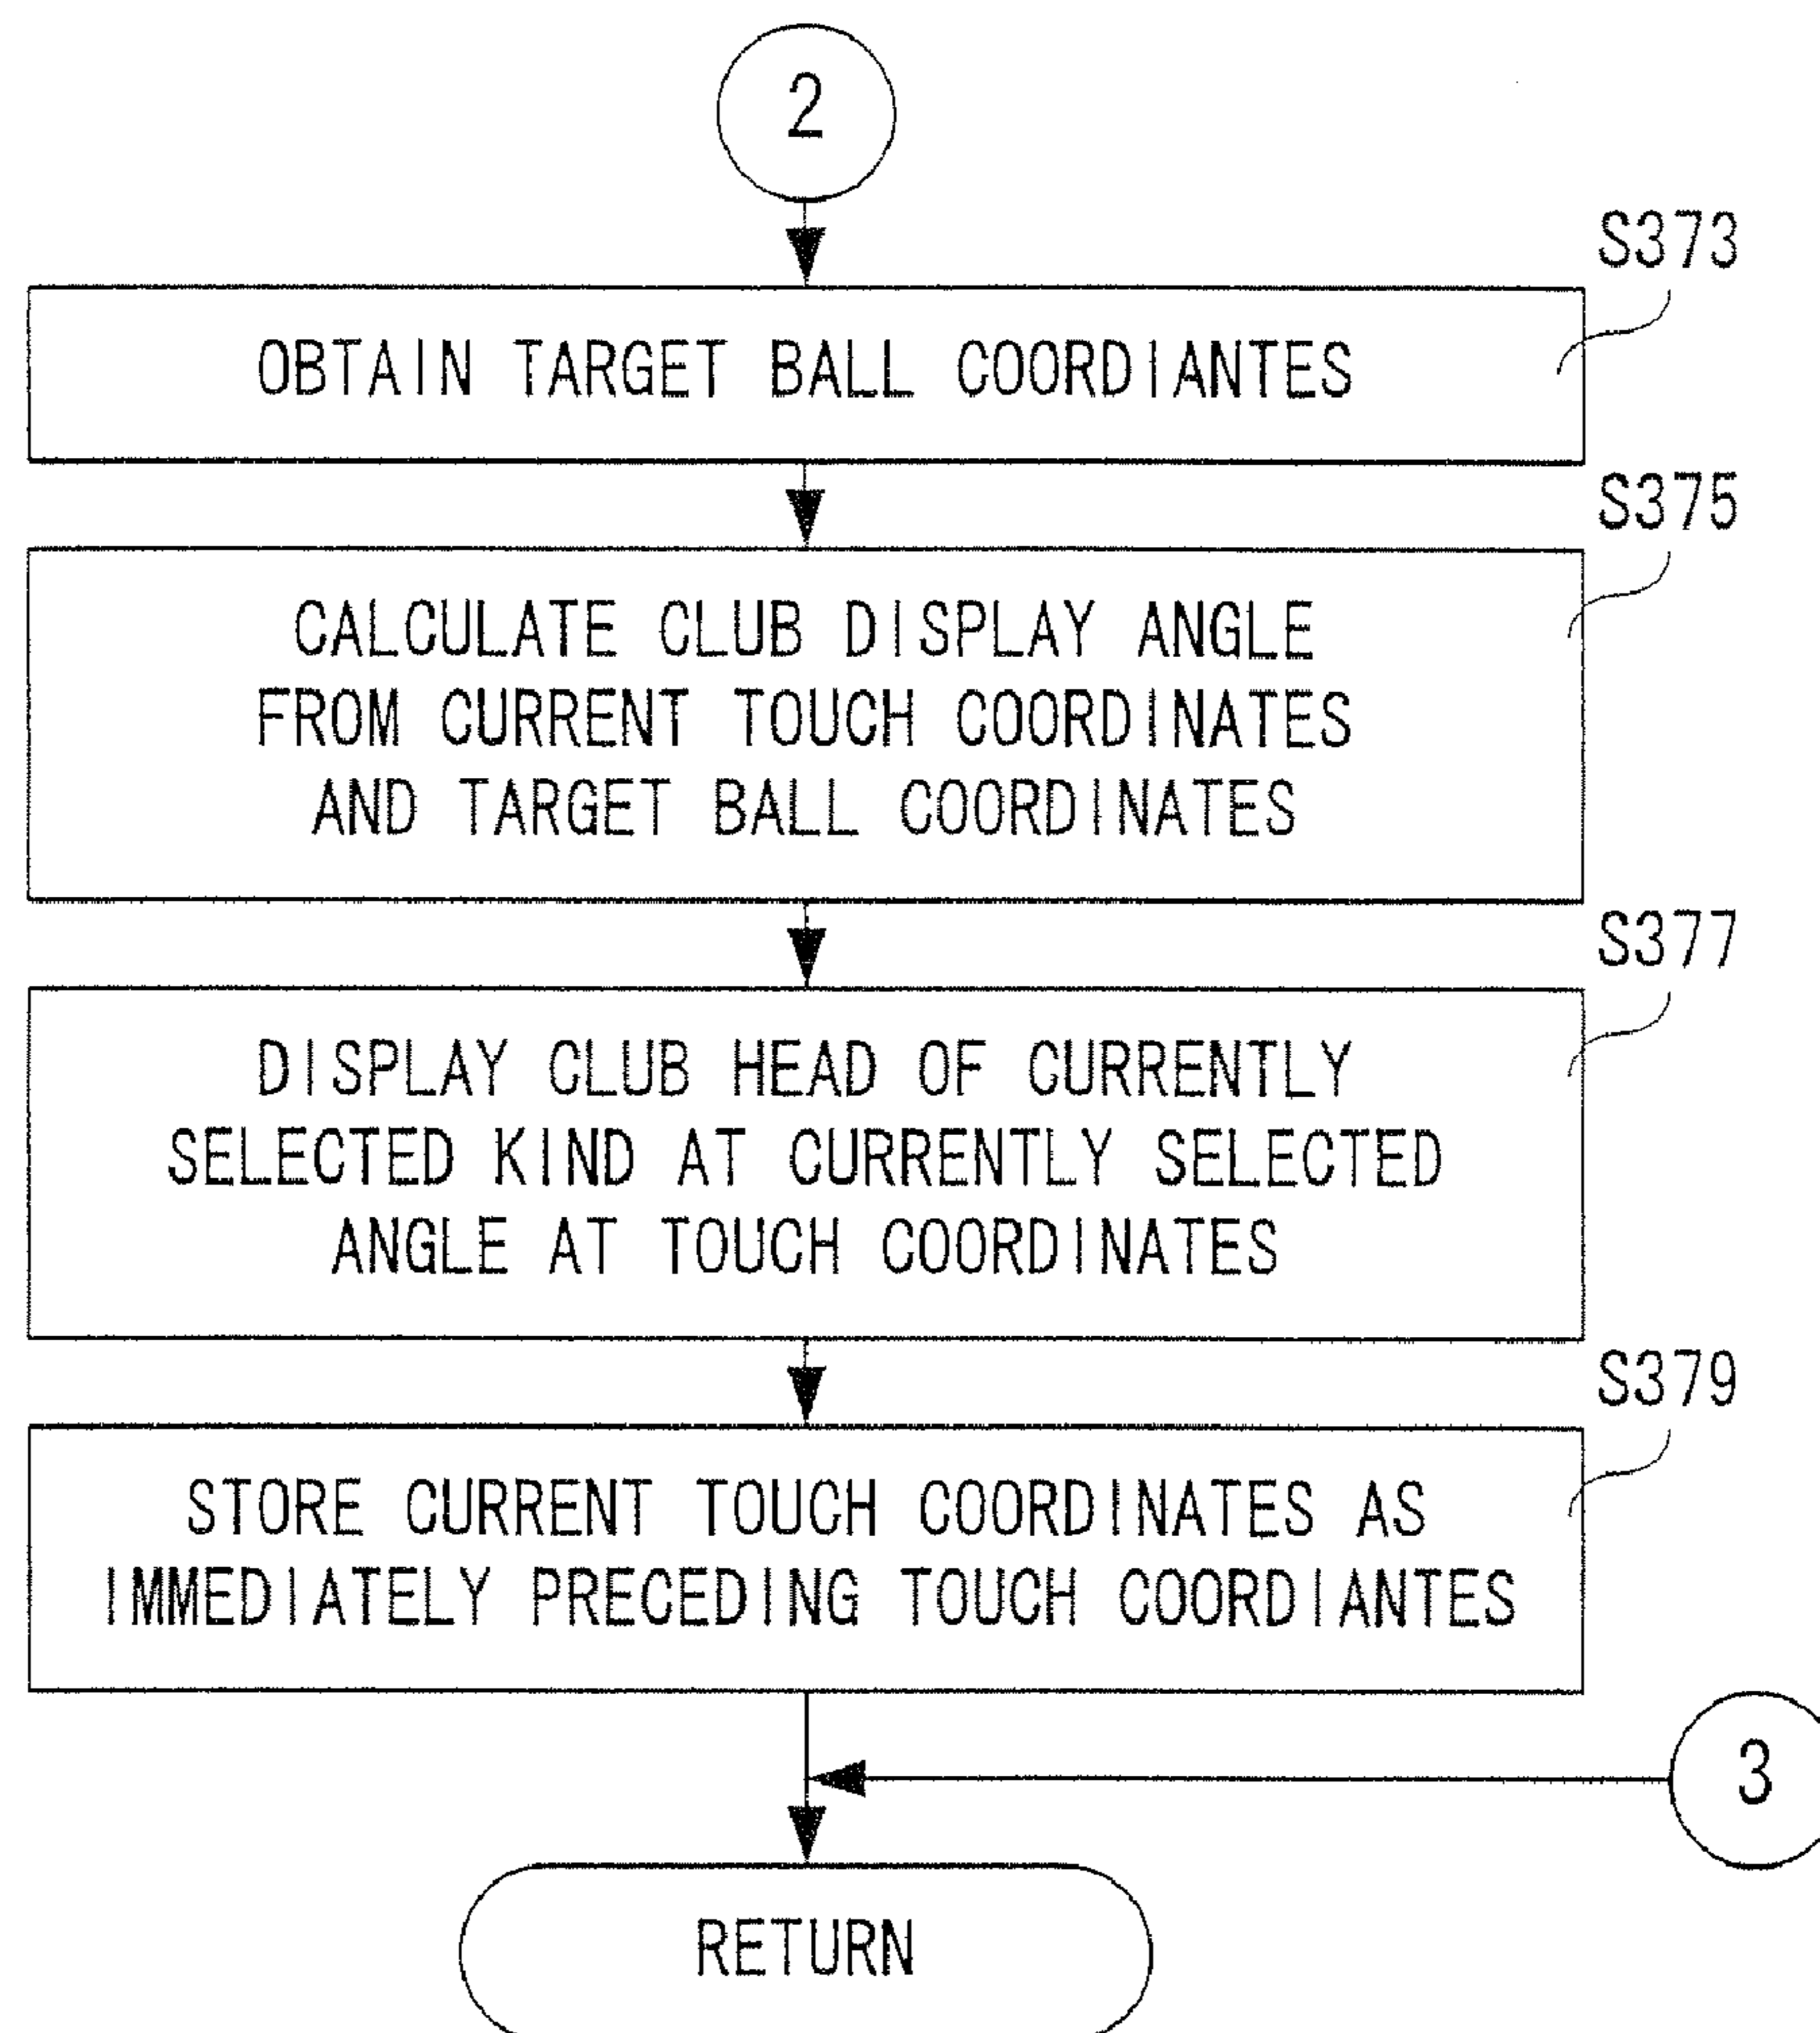 2
S373
OBTAIN TARGET BALL COORDIANTES
S375
CALCULATE CLUB DISPLAY ANGLE
FROM CURRENT TOUCH COORDINATES
AND TARGET BALL COORDINATES
S377
DISPLAY CLUB HEAD OF CURRENTLY
SELECTED KIND AT CURRENTLY SELECTED
ANGLE AT TOUCH COORDINATES
S379
STORE CURRENT TOUCH COORDINATES AS
IMMEDIATELY PRECEDING TOUCH COORDIANTES
3
RETURN